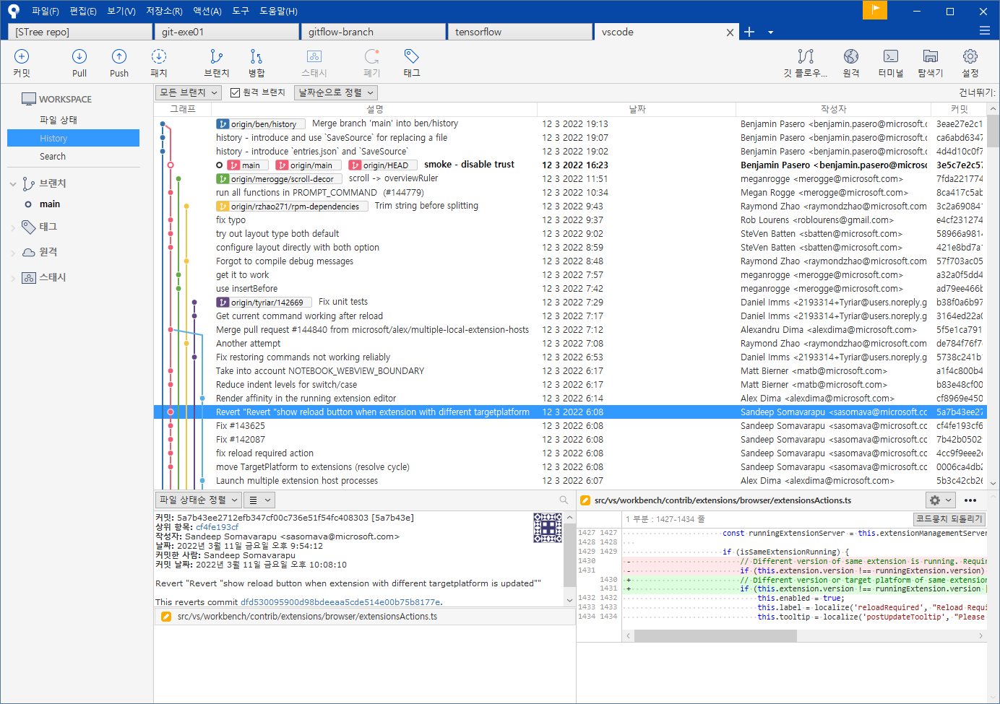 파일(F) 편집(E) 보기(V) 저장소(R) 액션(A) 도구 도움말(H)
[STree repo] git-exe01 gitflow-branch tensorflow vscode
커밋 Pull Push 패치 브랜치 병합 스태시 폐기 태그 깃 플로우... 원격 터미널 탐색기 설정
WORKSPACE
파일 상태
History
Search
브랜치
main
태그
원격
스태시
모든 브랜치 원격 브랜치 날짜순으로 정렬 건너뛰기:
그래프 설명 날짜 작성자 커밋
origin/ben/history Merge branch 'main' into ben/history 12 3 2022 19:13 Benjamin Pasero <benjamin.pasero@microsoft.c 3eae27e2c1
history - introduce and use `SaveSource` for replacing a file 12 3 2022 19:07 Benjamin Pasero <benjamin.pasero@microsoft.c ca6abd6347
history - introduce `entries.json` and `SaveSource` 12 3 2022 19:02 Benjamin Pasero <benjamin.pasero@microsoft.c 4d4d10c0f7
main origin/main origin/HEAD smoke - disable trust 12 3 2022 16:23 Benjamin Pasero <benjamin.pasero@microso 3e5c7e2c57
origin/merogge/scroll-decor scroll -> overviewRuler 12 3 2022 11:51 meganrogge <merogge@microsoft.com> 7fda221774
run all functions in PROMPT_COMMAND (#144779) 12 3 2022 10:34 Megan Rogge <merogge@microsoft.com> 8ca417c5ab
origin/rzhao271/rpm-dependencies Trim string before splitting 12 3 2022 9:43 Raymond Zhao <raymondzhao@microsoft.com 3c2a690841
fix typo 12 3 2022 9:37 Rob Lourens <roblourens@gmail.com> e4cf231274
try out layout type both default 12 3 2022 9:02 SteVen Batten <sbatten@microsoft.com> 58966a9814
configure layout directly with both option 12 3 2022 8:59 SteVen Batten <sbatten@microsoft.com> 421e8bd7a
Forgot to compile debug messages 12 3 2022 8:48 Raymond Zhao <raymondzhao@microsoft.com 57f703ac05
get it to work 12 3 2022 7:57 meganrogge <merogge@microsoft.com> a32a0f5dd4
use insertBefore 12 3 2022 7:42 meganrogge <merogge@microsoft.com> ad79ee466b
origin/tyriar/142669 Fix unit tests 12 3 2022 7:29 Daniel Imms <2193314+Tyriar@users.noreply.g b38f0a6b97
Get current command working after reload 12 3 2022 7:17 Daniel Imms <2193314+Tyriar@users.noreply.g 3164ed22a0
Merge pull request #144840 from microsoft/alex/multiple-local-extension-hosts 12 3 2022 7:12 Alexandru Dima <alexdima@microsoft.com> 5f5e1ca791
Another attempt 12 3 2022 7:08 Raymond Zhao <raymondzhao@microsoft.com de784f76f7
Fix restoring commands not working reliably 12 3 2022 6:53 Daniel Imms <2193314+Tyriar@users.noreply.g 5738c241b
Take into account NOTEBOOK_WEBVIEW_BOUNDARY 12 3 2022 6:17 Matt Bierner <matb@microsoft.com> a1f4c800b4
Reduce indent levels for switch/case 12 3 2022 6:17 Matt Bierner <matb@microsoft.com> b83e48cf00
Render affinity in the running extension editor 12 3 2022 6:14 Alex Dima <alexdima@microsoft.com> cf8969e450
Revert "Revert "show reload button when extension with different targetplatform 12 3 2022 6:08 Sandeep Somavarapu <sasomava@microsoft.cc 5a7b43ee27
Fix #143625 12 3 2022 6:08 Sandeep Somavarapu <sasomava@microsoft.cc cf4fe193cf6
Fix #142087 12 3 2022 6:08 Sandeep Somavarapu <sasomava@microsoft.cc 7b42b0502
fix reload required action 12 3 2022 6:08 Sandeep Somavarapu <sasomava@microsoft.cc 4cc9f9eee2
move TargetPlatform to extensions (resolve cycle) 12 3 2022 6:08 Sandeep Somavarapu <sasomava@microsoft.cc 0006ca4db2
Launch multiple extension host processes 12 3 2022 6:07 Alex Dima <alexdima@microsoft.com> 5b3c42cb26
파일 상태순 정렬
커밋: 5a7b43ee2712efb347cf00c736e51f54fc408303 [5a7b43e]
상위 항목: cf4fe193cf
작성자: Sandeep Somavarapu <sasomava@microsoft.com>
날짜: 2022년 3월 11일 금요일 오후 9:54:12
커밋한 사람: Sandeep Somavarapu
커밋 날짜: 2022년 3월 11일 금요일 오후 10:08:10
Revert "Revert "show reload button when extension with different targetplatform is updated""
This reverts commit dfd530095900d98bdeeaa5cde514e00b75b8177e.
src/vs/workbench/contrib/extensions/browser/extensionsActions.ts
src/vs/workbench/contrib/extensions/browser/extensionsActions.ts
1 부분 : 1427-1434 줄 코드뭉치 되돌리기
1427 1427 const runningExtensionServer = this.extensionManagementServer
1428 1428
1429 1429 if (isSameExtensionRunning) {
1430 - // Different version of same extension is running. Requir
1431 - if (this.extension.version !== runningExtension.version)
1430 + // Different version or target platform of same extension
1431 + if (this.extension.version !== runningExtension.version |
1432 1432 this.enabled = true;
1433 1433 this.label = localize('reloadRequired', "Reload Requi
1434 1434 this.tooltip = localize('postUpdateTooltip', "Please